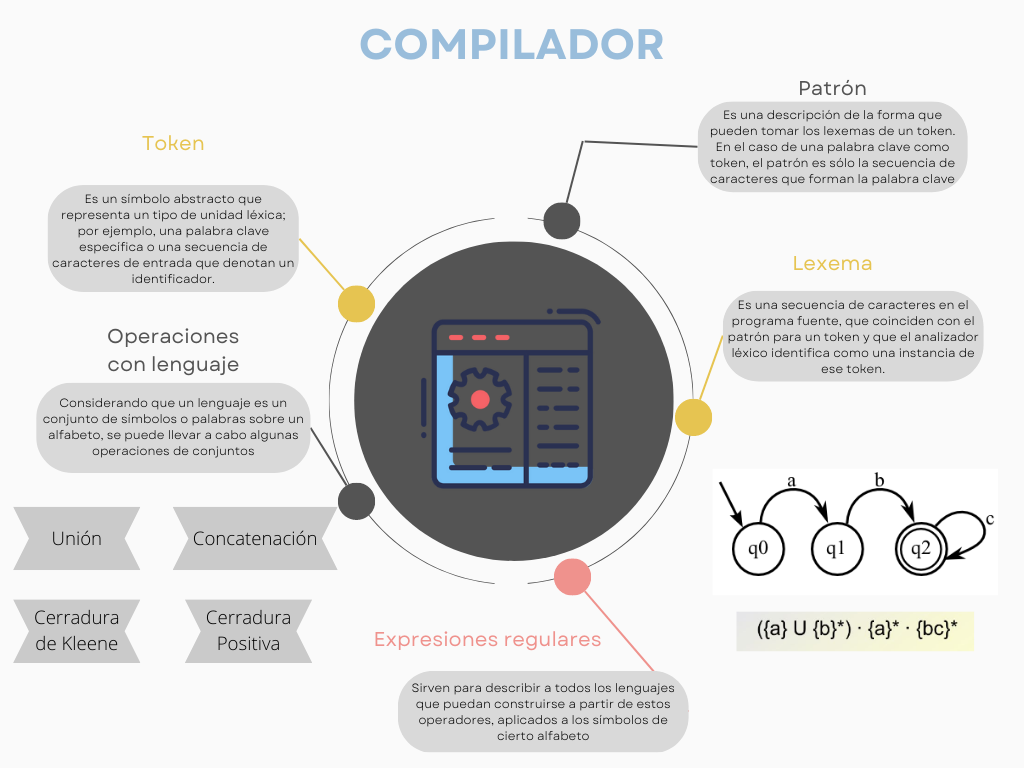 COMPILADOR
Token
Es un símbolo abstracto que
representa un tipo de unidad léxica;
por ejemplo, una palabra clave
específica o una secuencia de
caracteres de entrada que denotan un
identificador.
Operaciones
con lenguaje
Considerando que un lenguaje es un
conjunto de símbolos o palabras sobre un
alfabeto, se puede llevar a cabo algunas
operaciones de conjuntos
Unión
Concatenación
Cerradura
de Kleene
Cerradura
Positiva
Patrón
Es una descripción de la forma que
pueden tomar los lexemas de un token.
En el caso de una palabra clave como
token, el patrón es sólo la secuencia de
caracteres que forman la palabra clave
Lexema
Es una secuencia de caracteres en el
programa fuente, que coinciden con el
patrón para un token y que el analizador
léxico identifica como una instancia de
ese token.
a
b
c
q0
q1
q2
({a} U {b}*) · {a}* · {bc}*
Expresiones regulares
Sirven para describir a todos los lenguajes
que puedan construirse a partir de estos
operadores, aplicados a los símbolos de
cierto alfabeto